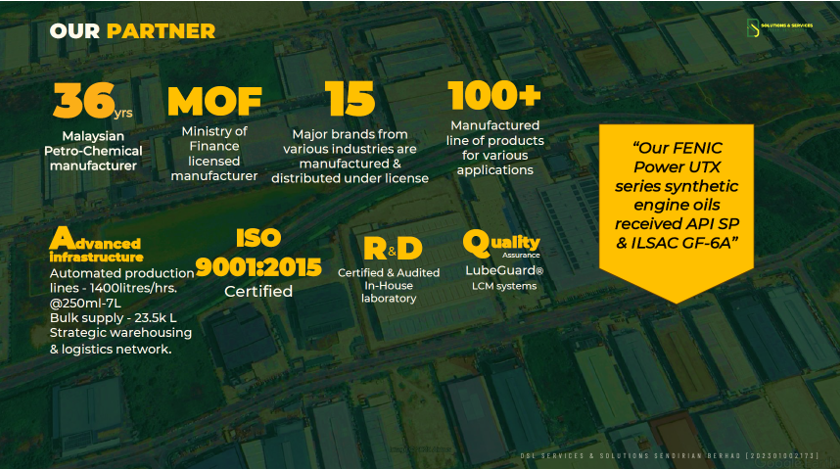 OUR PARTNER
SOLUTIONS & SERVICES
36yrs
Malaysian
Petro-Chemical
manufacturer
MOF
Ministry of
Finance
licensed
manufacturer
15
Major brands from
various industries are
manufactured &
distributed under license
100+
Manufactured
line of products
for various
applications
“Our FENIC
Power UTX
series synthetic
engine oils
received API SP
& ILSAC GF-6A”
Advanced
infrastructure
Automated production
lines - 1400litres/hrs.
@250ml-7L
Bulk supply - 23.5k L
Strategic warehousing
& logistics network.
ISO
9001:2015
Certified
R&D
Certified & Audited
In-House
laboratory
Quality
Assurance
LubeGuard®
LCM systems
DSL SERVICES & SOLUTIONS SENDIRIAN BERHAD [202301002173]